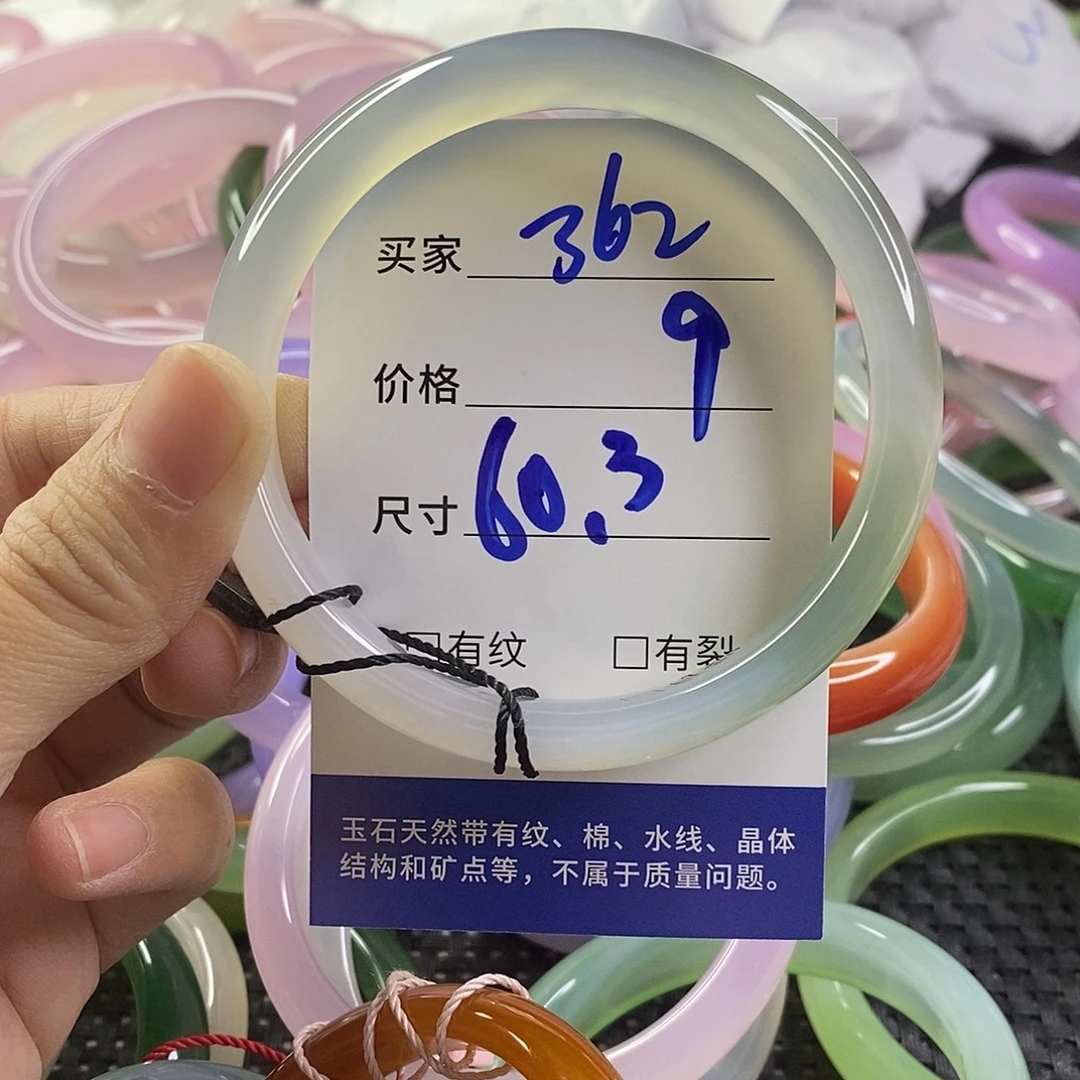 买家 362
价格 9
尺寸 60.3
□有纹 □有裂
玉石天然带有纹、棉、水线、晶体
结构和矿点等，不属于质量问题。